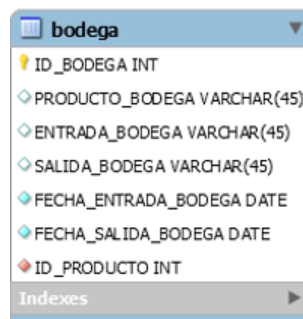 bodega
ID_BODEGA INT
PRODUCTO_BODEGA VARCHAR(45)
ENTRADA_BODEGA VARCHAR(45)
SALIDA_BODEGA VARCHAR(45)
FECHA_ENTRADA_BODEGA DATE
FECHA_SALIDA_BODEGA DATE
ID_PRODUCTO INT
Indexes